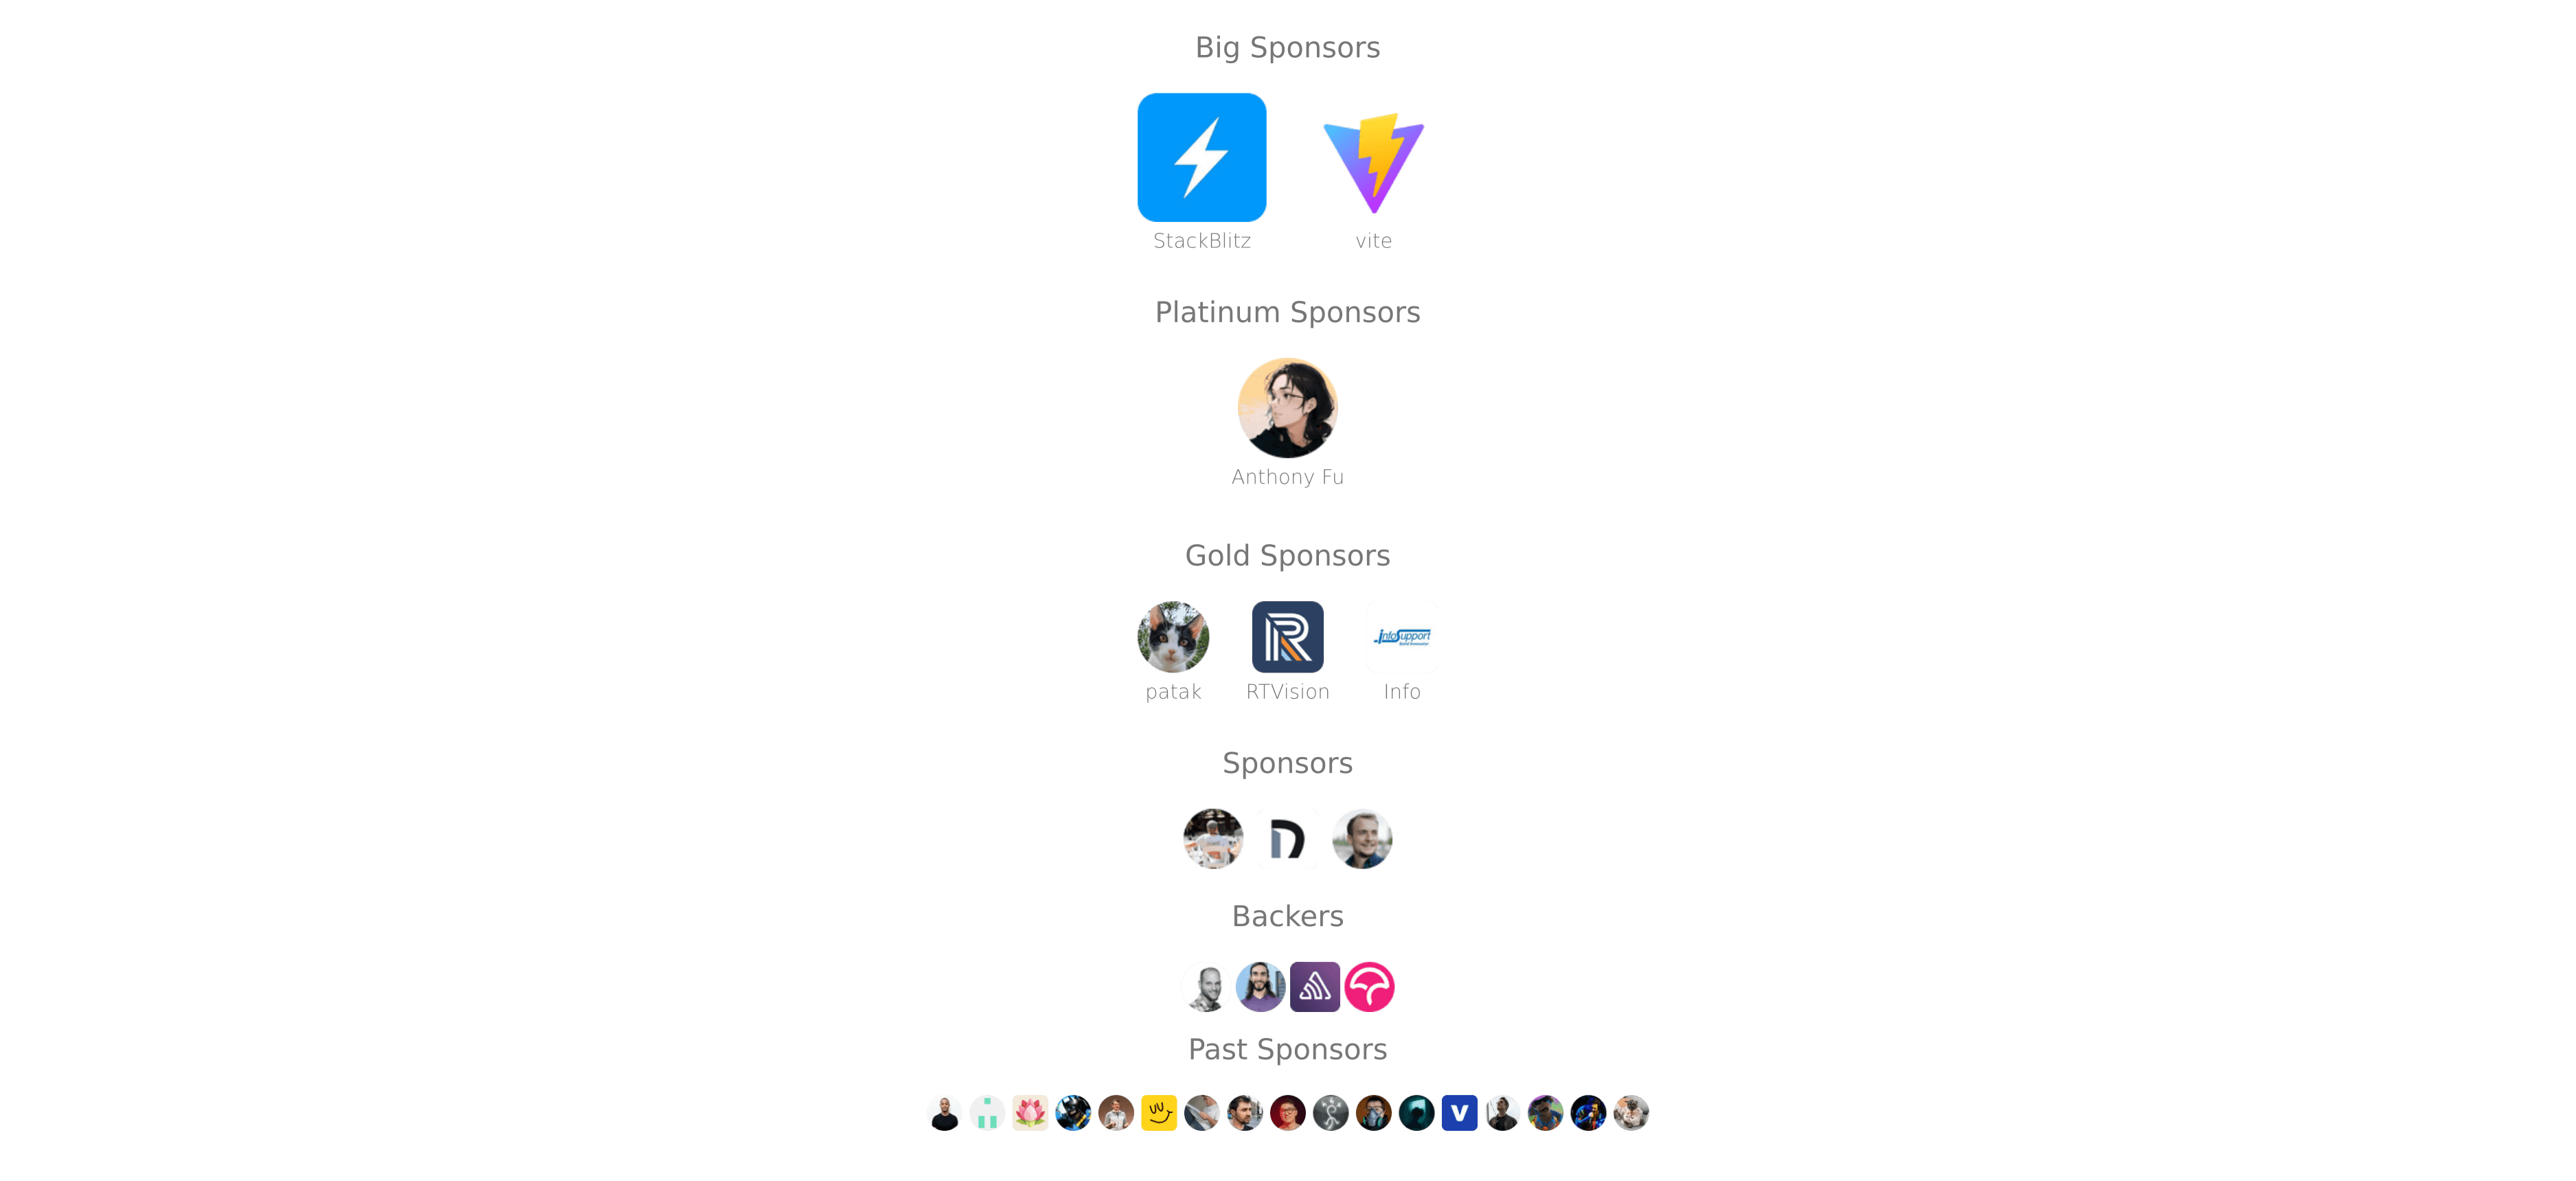 Big Sponsors
StackBlitz
vite
Platinum Sponsors
Anthony Fu
Gold Sponsors
infoSupport
patak
RTVision
Info
Sponsors
Backers
Past Sponsors
V